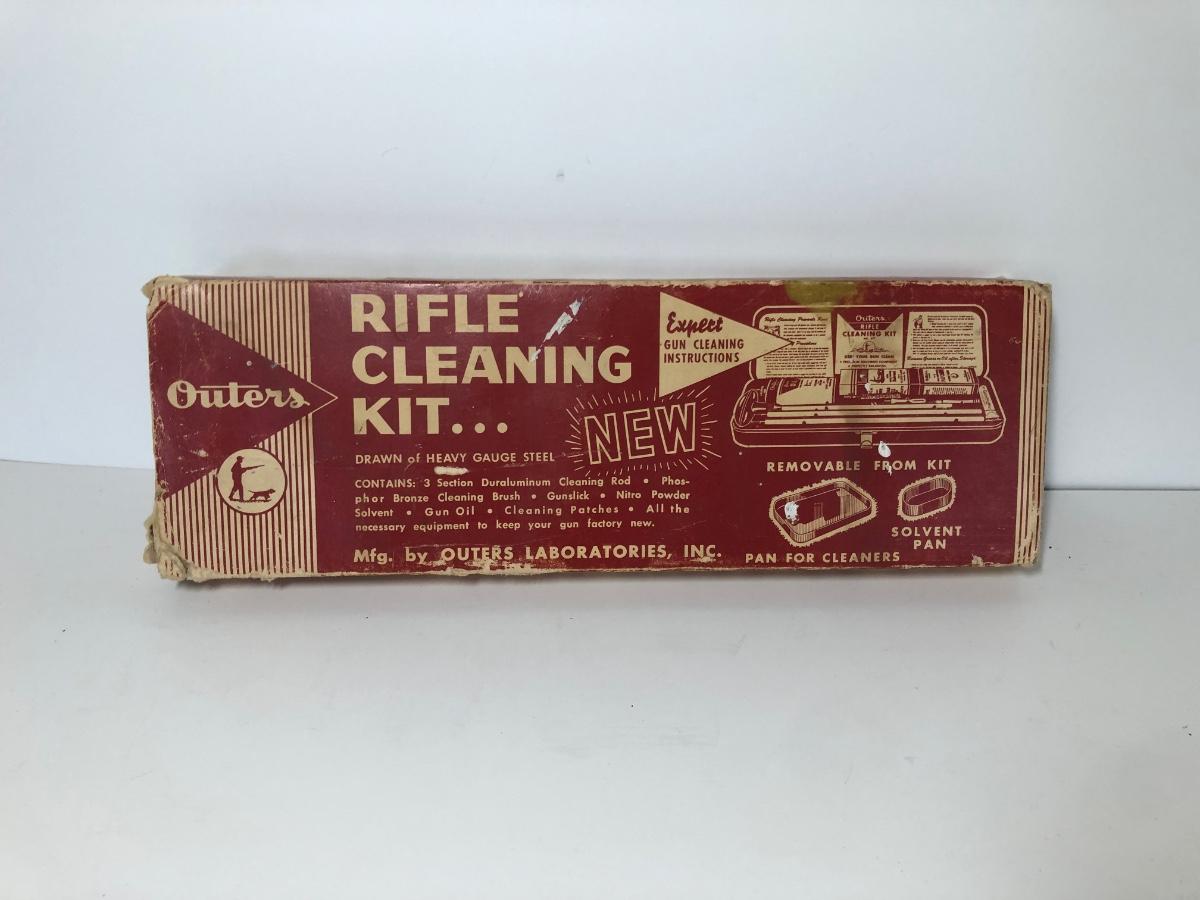 Outers
RIFLE
CLEANING
KIT...
DRAWN of HEAVY GAUGE STEEL
CONTAINS: 3 Section Duraluminum Cleaning Rod • Phos-
phor Bronze Cleaning Brush • Gunslick • Nitro Powder
Solvent • Gun Oil • Cleaning Patches • All the
necessary equipment to keep your gun factory new.
Mfg. by OUTERS LABORATORIES, INC.
NEW
Expert
GUN CLEANING
INSTRUCTIONS
Outers
RIFLE
CLEANING KIT
REMOVABLE FROM KIT
SOLVENT
PAN
PAN FOR CLEANERS